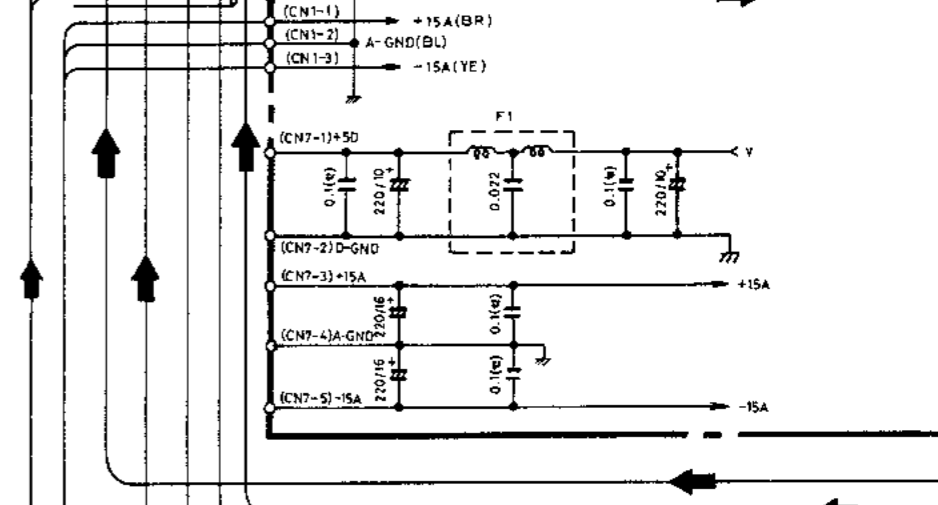 (CN1-1)
+15A(BR)
(CN1-2)
A-GND(BL)
(CN1-3)
-15A(YE)
F1
(CN7-1)+5D
V
0.1(w)
220/10
+
0.022
0.1(w)
220/10
+
(CN7-2)D-GND
(CN7-3)+15A
+15A
220/16
+
0.1(w)
(CN7-4)A-GND
220/16
+
0.1(w)
(CN7-5)-15A
-15A